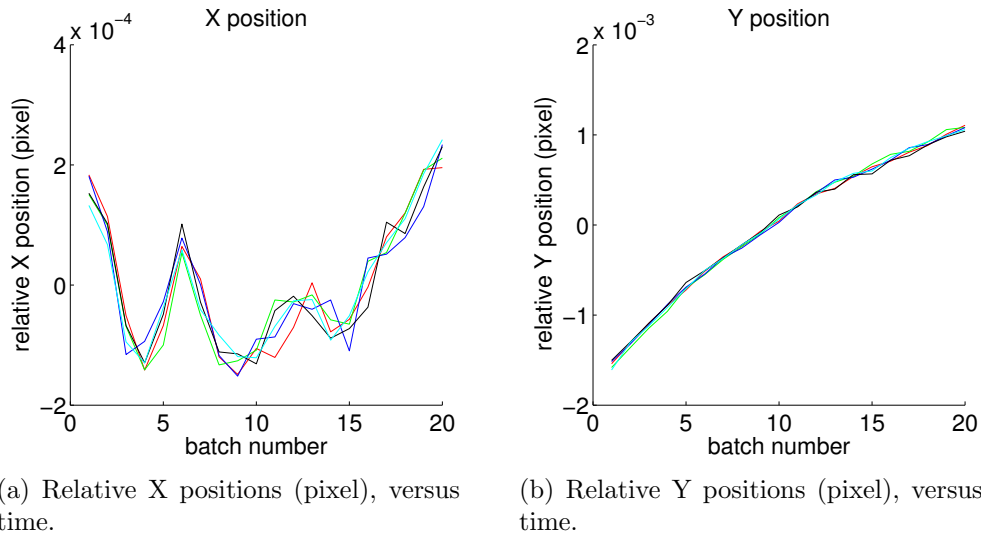 x 10⁻⁴
X position
4
2
0
−2
relative X position (pixel)
0
5
10
15
20
batch number
x 10⁻³
Y position
2
1
0
−1
−2
relative Y position (pixel)
0
5
10
15
20
batch number
(a) Relative X positions (pixel), versus
time.
(b) Relative Y positions (pixel), versus
time.